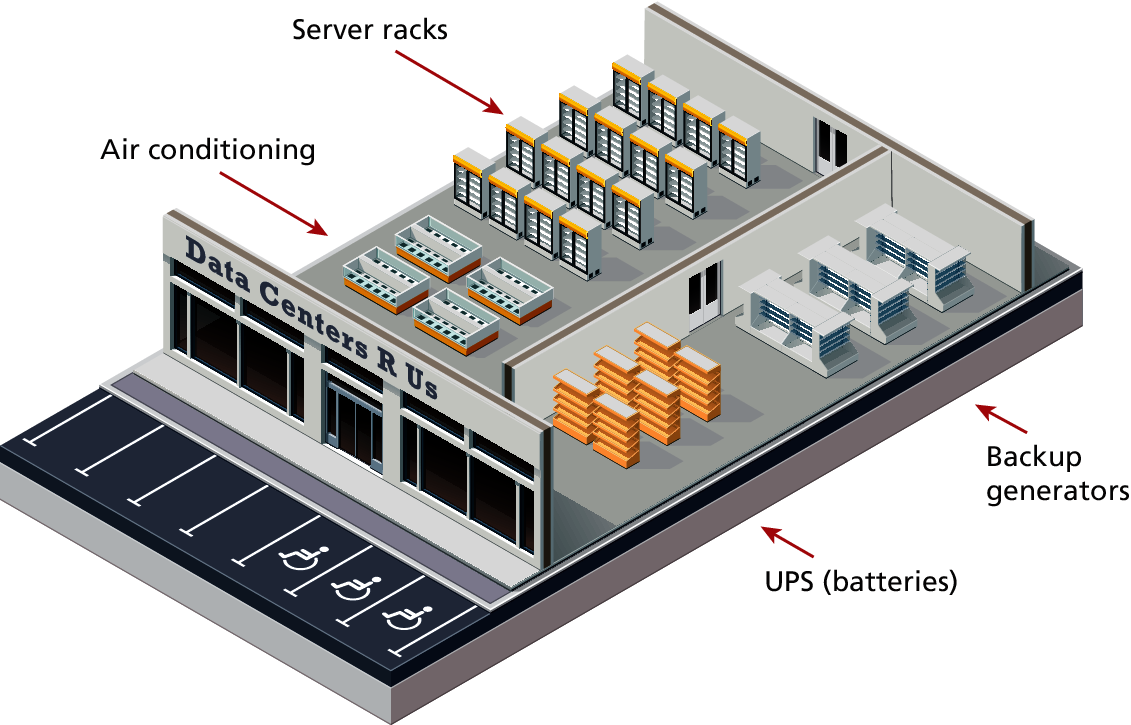 Server racks
Air conditioning
Data Centers R Us
Backup
generators
UPS (batteries)